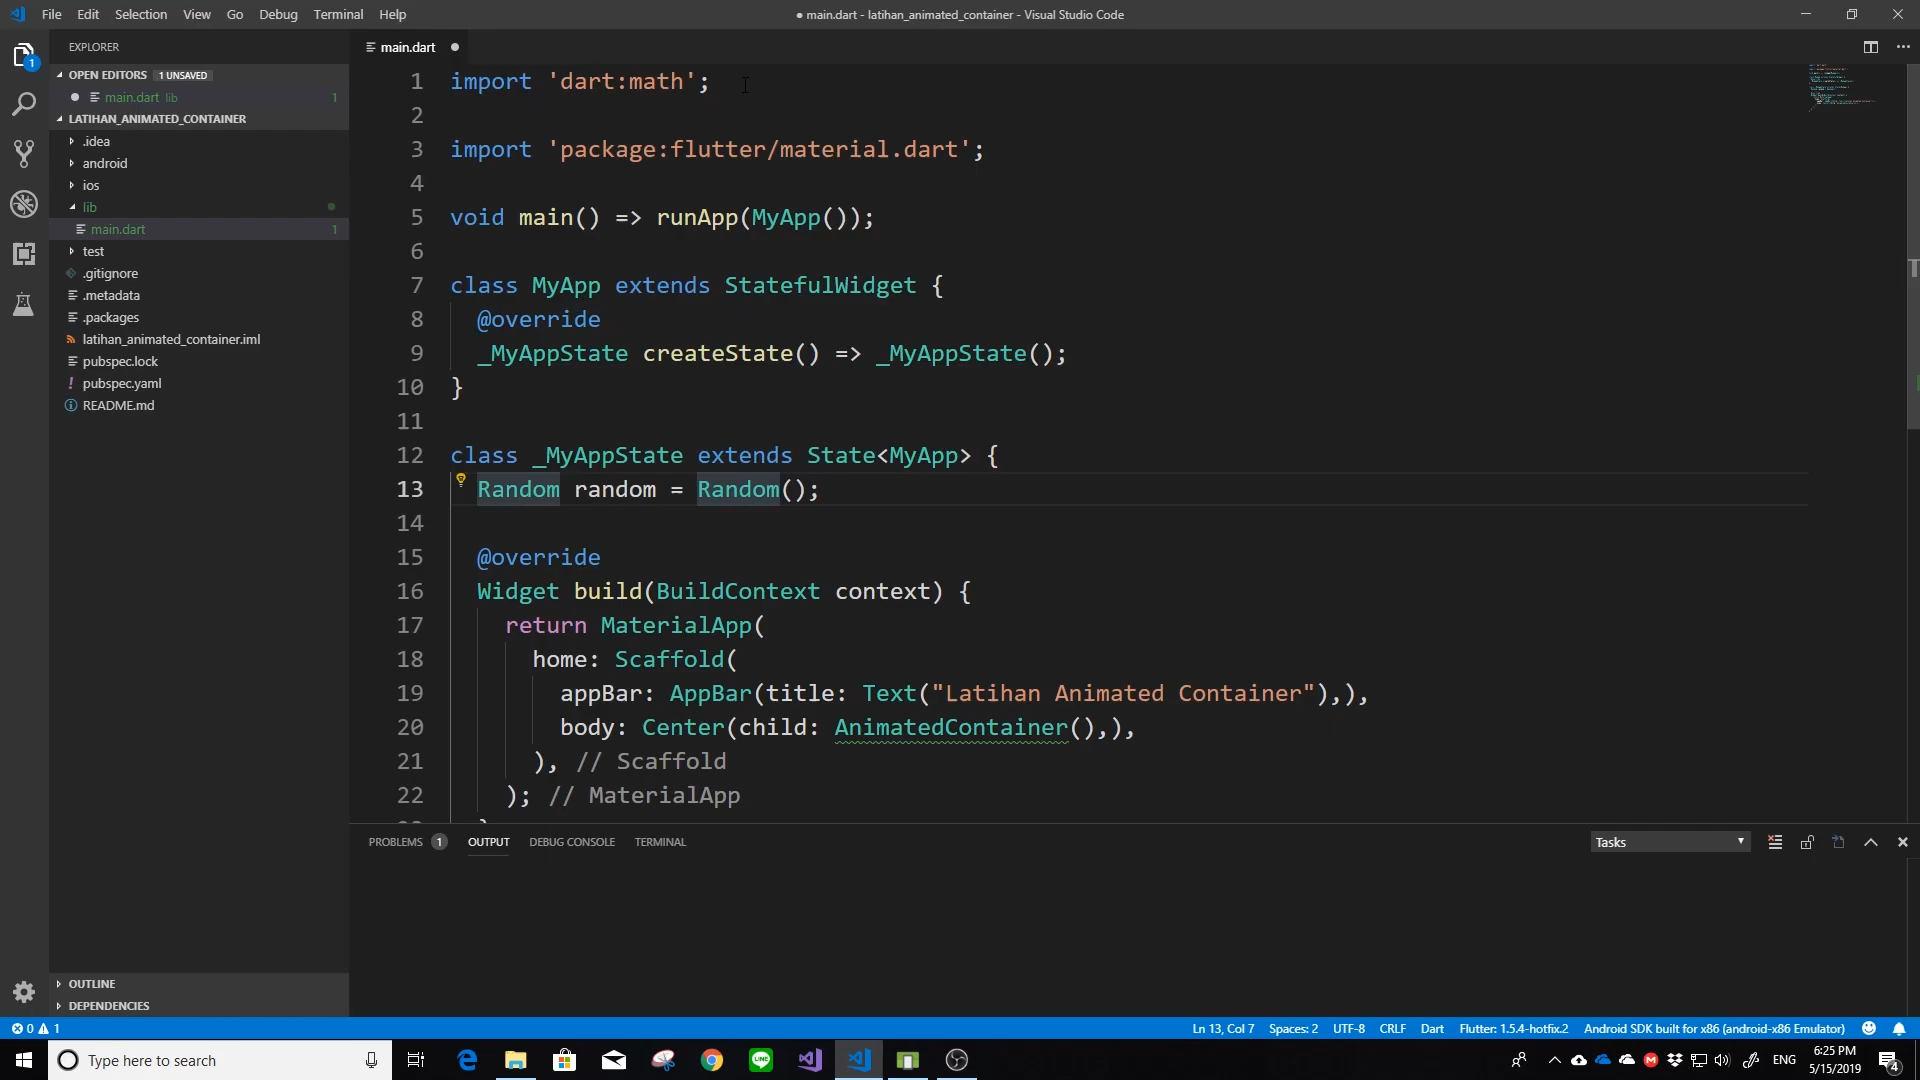 File Edit Selection View Go Debug Terminal Help
● main.dart - latihan_animated_container - Visual Studio Code
EXPLORER
OPEN EDITORS 1 UNSAVED
main.dart lib 1
LATIHAN_ANIMATED_CONTAINER
.idea
android
ios
lib
main.dart 1
test
.gitignore
.metadata
.packages
latihan_animated_container.iml
pubspec.lock
! pubspec.yaml
README.md
OUTLINE
DEPENDENCIES
1
main.dart
1 import 'dart:math';
2
3 import 'package:flutter/material.dart';
4
5 void main() => runApp(MyApp());
6
7 class MyApp extends StatefulWidget {
8 @override
9 _MyAppState createState() => _MyAppState();
10 }
11
12 class _MyAppState extends State<MyApp> {
13 Random random = Random();
14
15 @override
16 Widget build(BuildContext context) {
17 return MaterialApp(
18 home: Scaffold(
19 appBar: AppBar(title: Text("Latihan Animated Container"),),
20 body: Center(child: AnimatedContainer(),),
21 ), // Scaffold
22 ); // MaterialApp
PROBLEMS 1 OUTPUT DEBUG CONSOLE TERMINAL
Tasks
0 1
Ln 13, Col 7 Spaces: 2 UTF-8 CRLF Dart Flutter: 1.5.4-hotfix.2 Android SDK built for x86 (android-x86 Emulator)
Type here to search
LINE
ENG
6:25 PM
5/15/2019
4